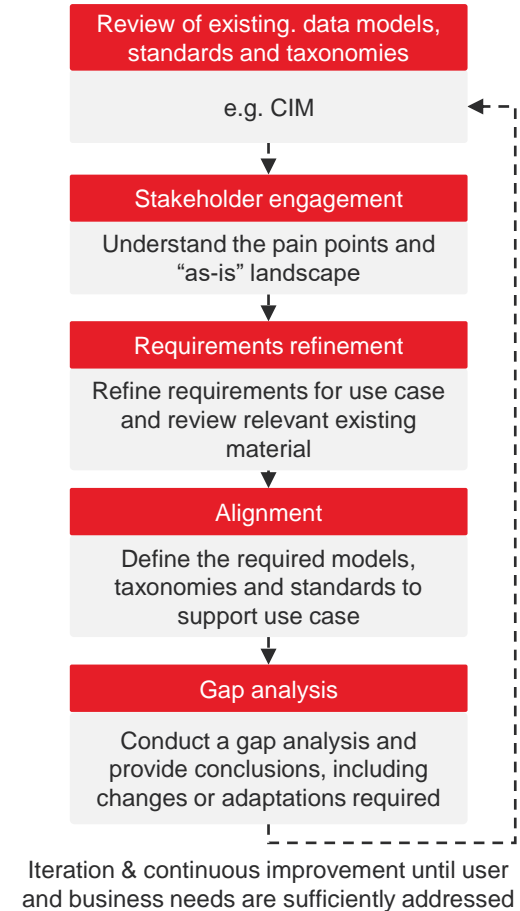 Review of existing. data models,
standards and taxonomies
e.g. CIM
Stakeholder engagement
Understand the pain points and
“as-is” landscape
Requirements refinement
Refine requirements for use case
and review relevant existing
material
Alignment
Define the required models,
taxonomies and standards to
support use case
Gap analysis
Conduct a gap analysis and
provide conclusions, including
changes or adaptations required
Iteration & continuous improvement until user
and business needs are sufficiently addressed